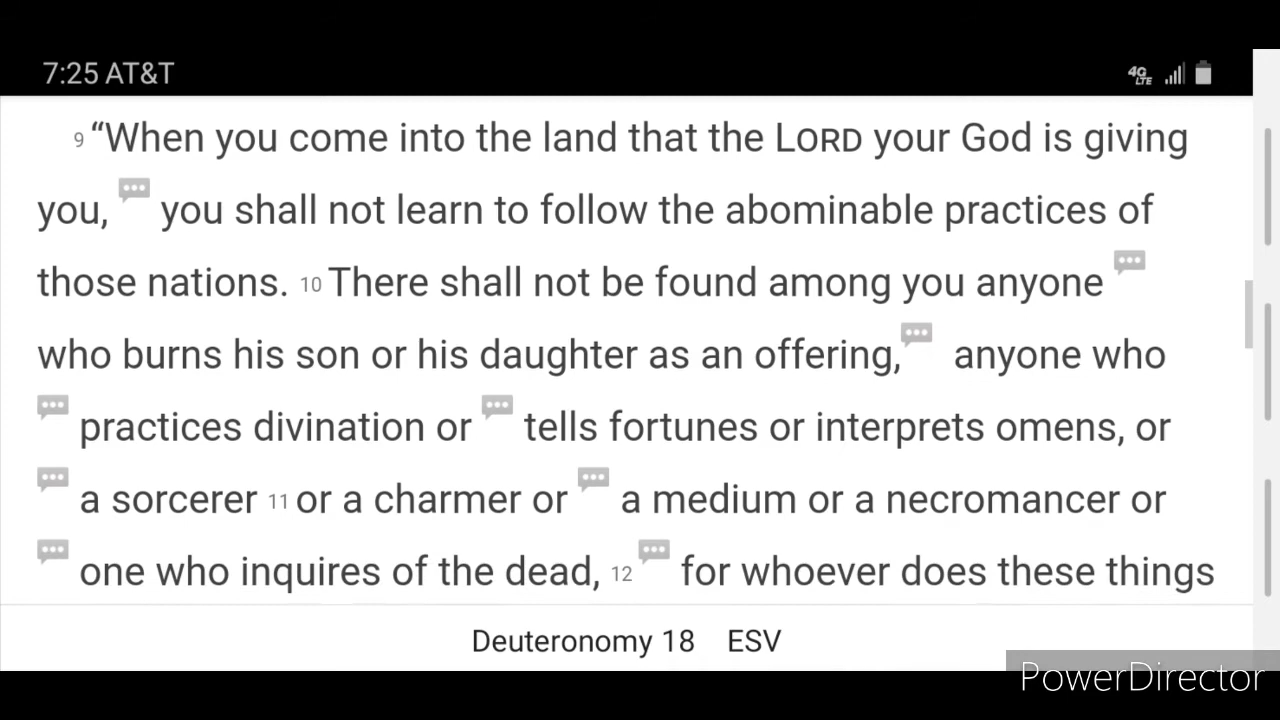 7:25 AT&T 4G LTE
9 “When you come into the land that the LORD your God is giving
you, you shall not learn to follow the abominable practices of
those nations. 10 There shall not be found among you anyone
who burns his son or his daughter as an offering, anyone who
practices divination or tells fortunes or interprets omens, or
a sorcerer 11 or a charmer or a medium or a necromancer or
one who inquires of the dead, 12 for whoever does these things
Deuteronomy 18 ESV
PowerDirector